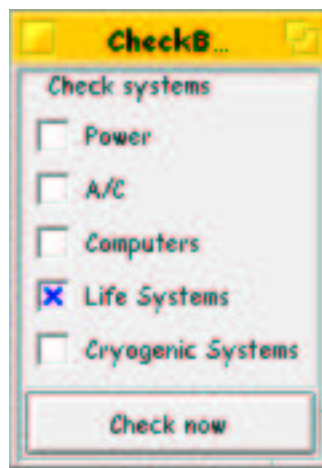 CheckB...
Check systems
Power
A/C
Computers
Life Systems
Cryogenic Systems
Check now